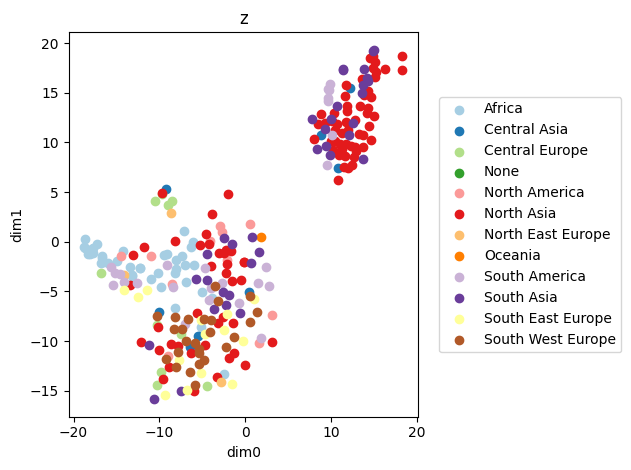 z
20
15
10
5
0
−5
−10
−15
dim1
−20
−10
0
10
20
dim0
Africa
Central Asia
Central Europe
None
North America
North Asia
North East Europe
Oceania
South America
South Asia
South East Europe
South West Europe